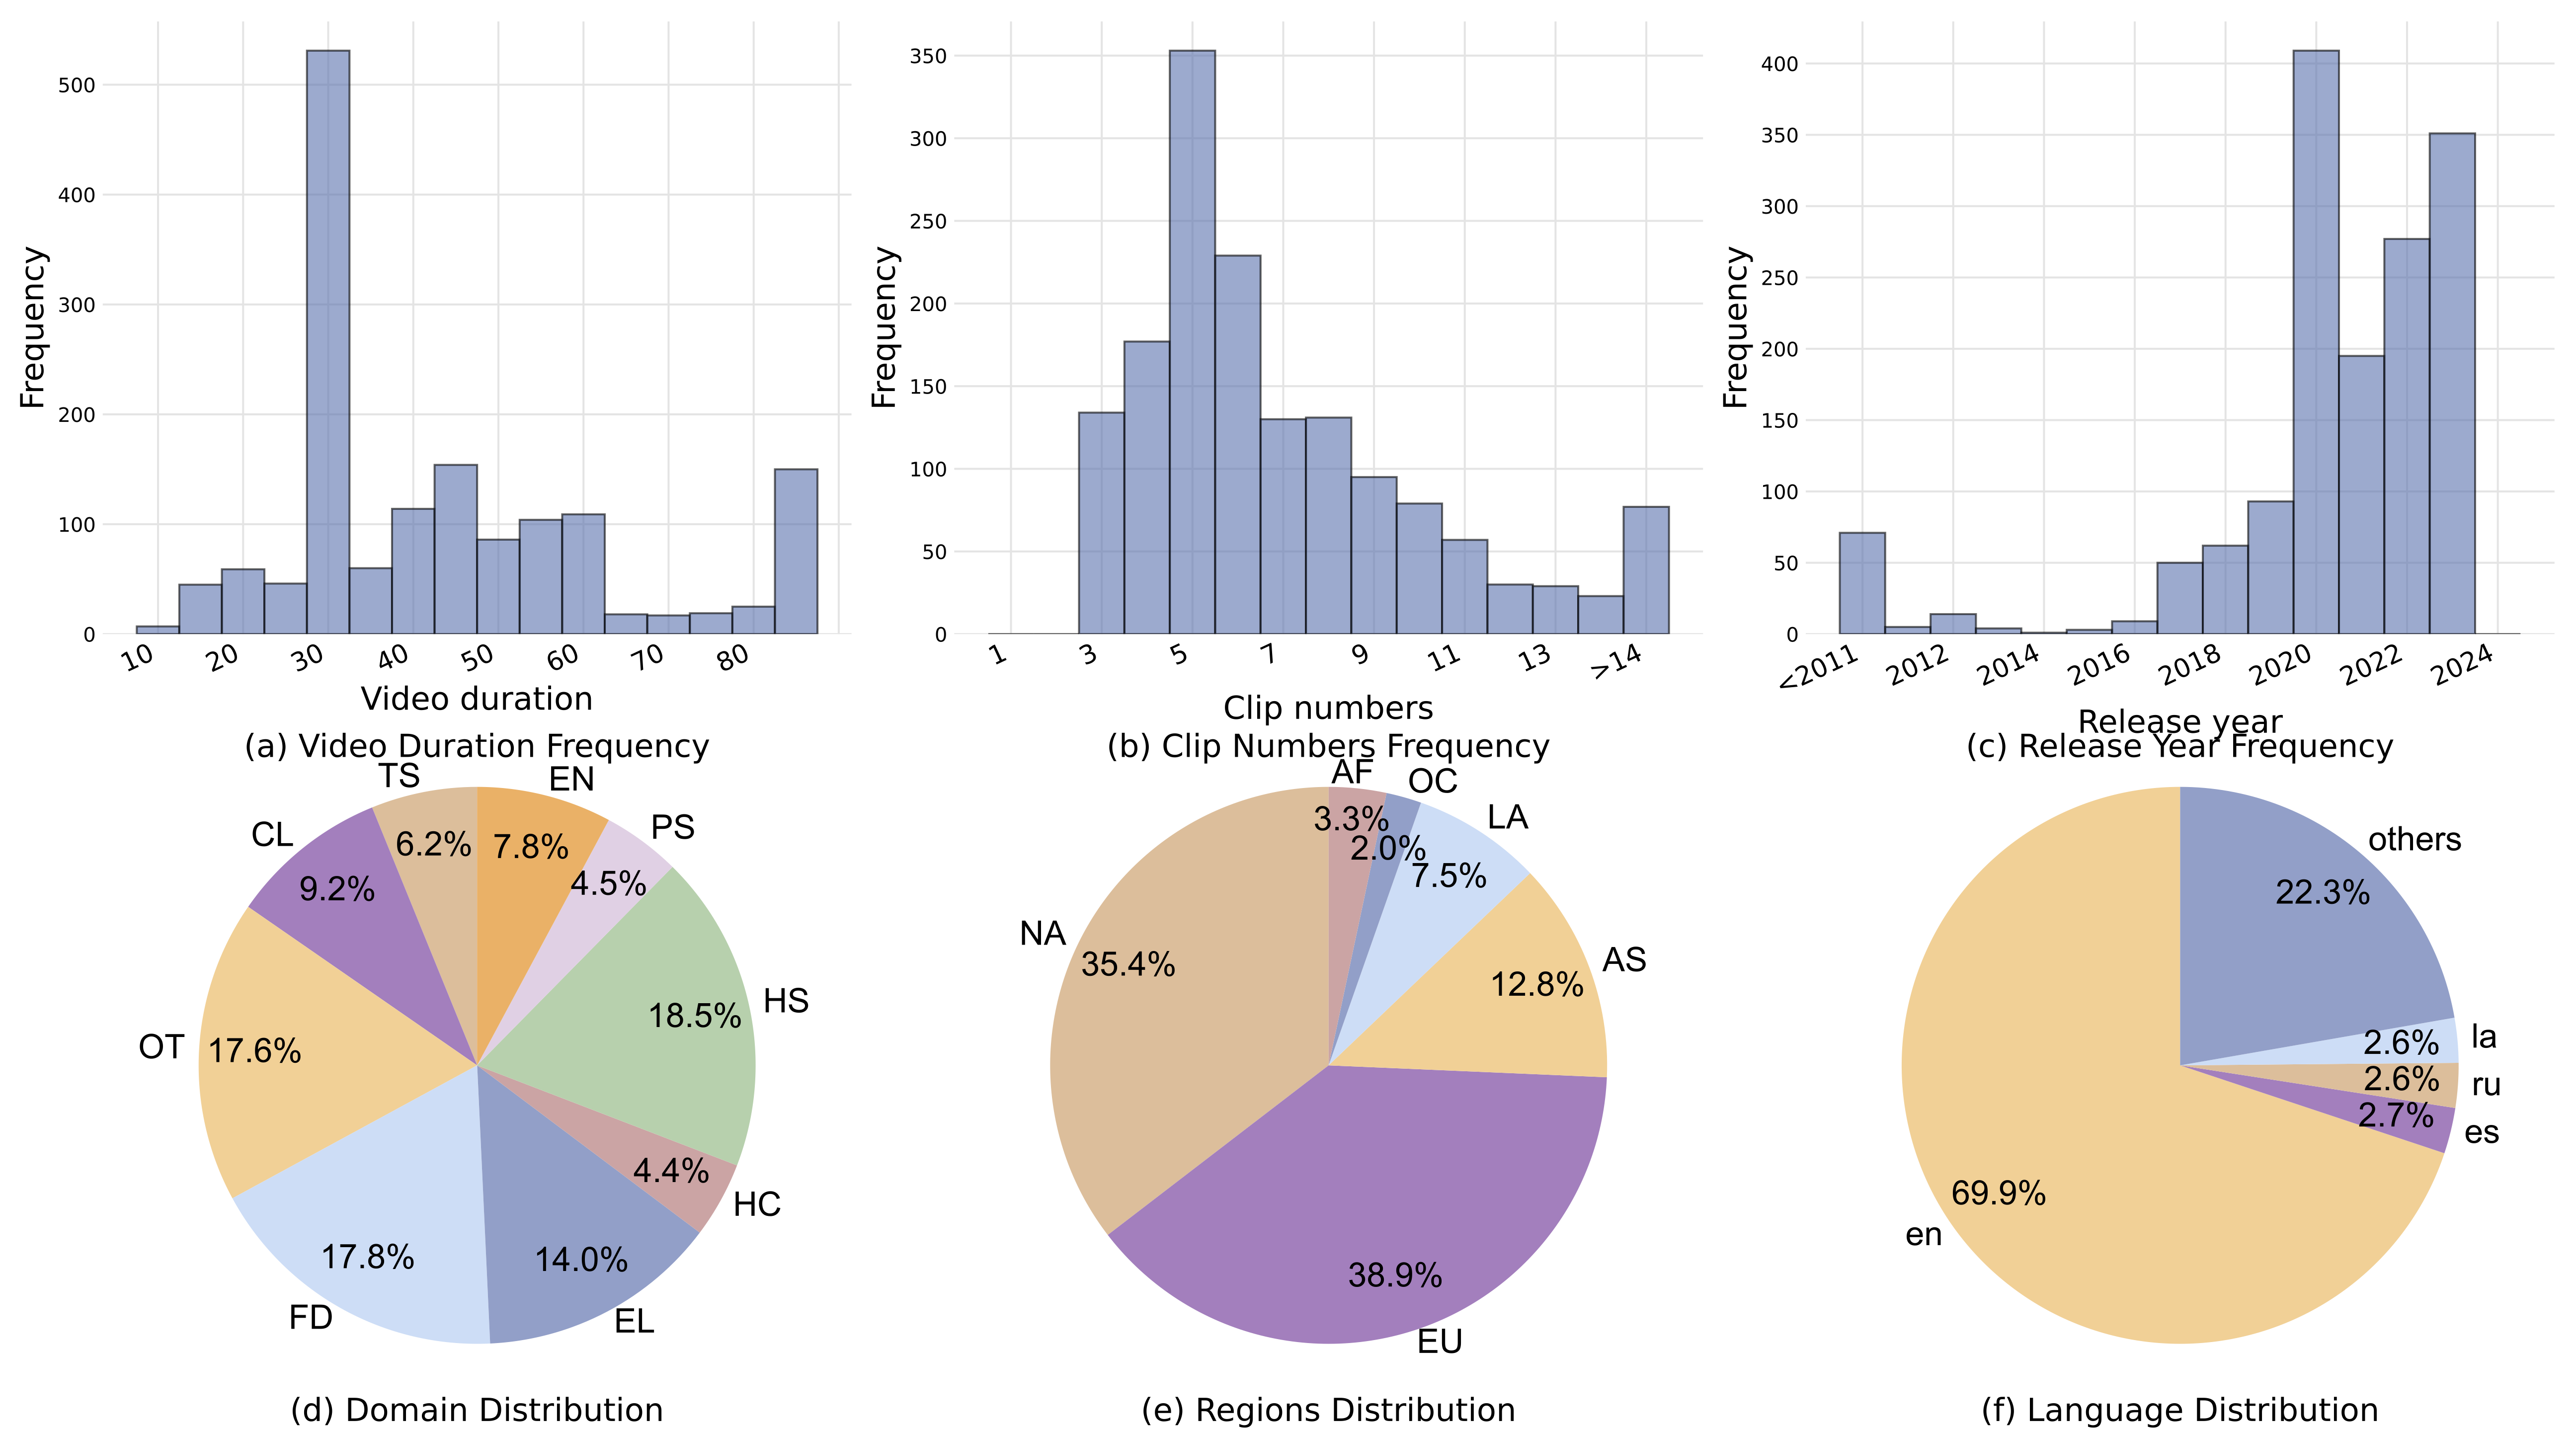 Frequency
500
400
300
200
100
0
10
20
30
40
50
60
70
80
Video duration
(a) Video Duration Frequency
Frequency
350
300
250
200
150
100
50
0
1
3
5
7
9
11
13
>14
Clip numbers
(b) Clip Numbers Frequency
Frequency
400
350
300
250
200
150
100
50
0
<2011
2012
2014
2016
2018
2020
2022
2024
Release year
(c) Release Year Frequency
TS
6.2%
EN
7.8%
PS
4.5%
CL
9.2%
HS
18.5%
OT
17.6%
HC
4.4%
FD
17.8%
EL
14.0%
(d) Domain Distribution
AF
3.3%
OC
2.0%
LA
7.5%
NA
35.4%
AS
12.8%
EU
38.9%
(e) Regions Distribution
others
22.3%
la
2.6%
ru
2.6%
es
2.7%
en
69.9%
(f) Language Distribution